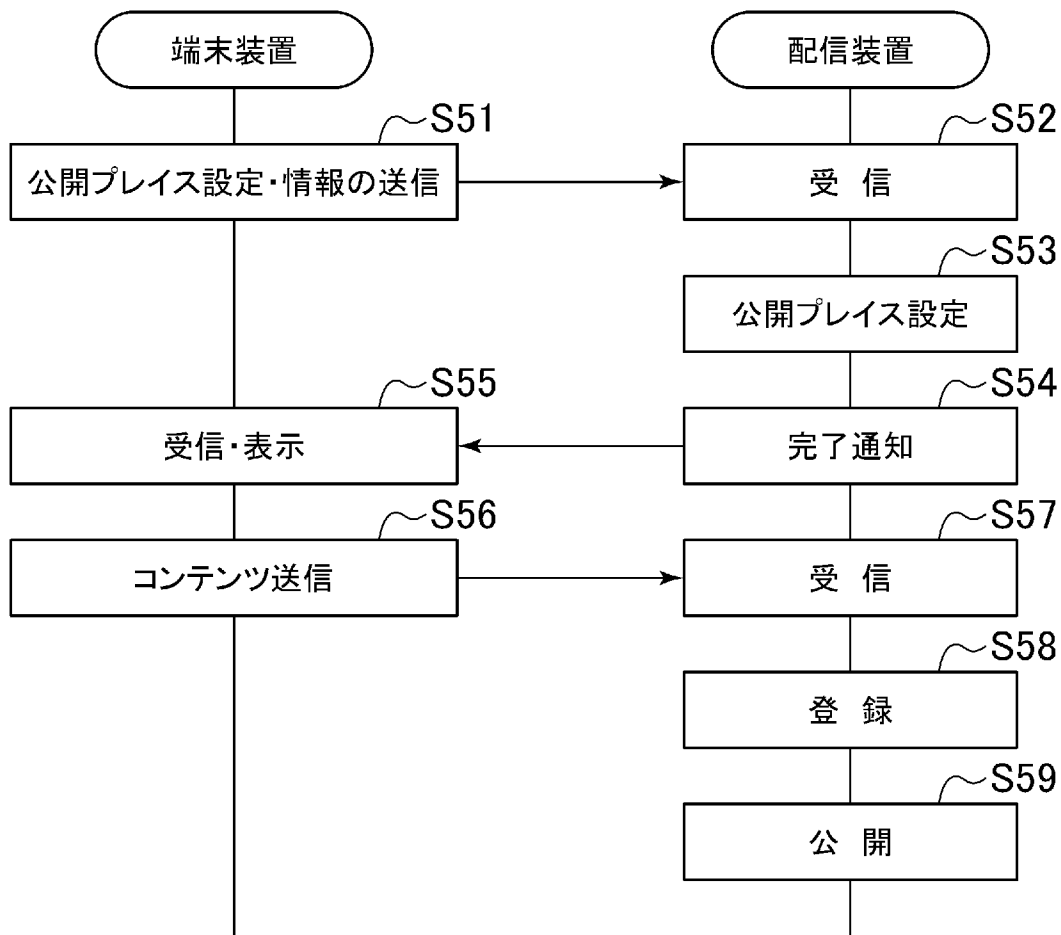 端末装置
配信装置
S51
S52
公開プレイス設定・情報の送信
受 信
S53
公開プレイス設定
S55
S54
受信・表示
完了通知
S56
S57
コンテンツ送信
受 信
S58
登 録
S59
公 開